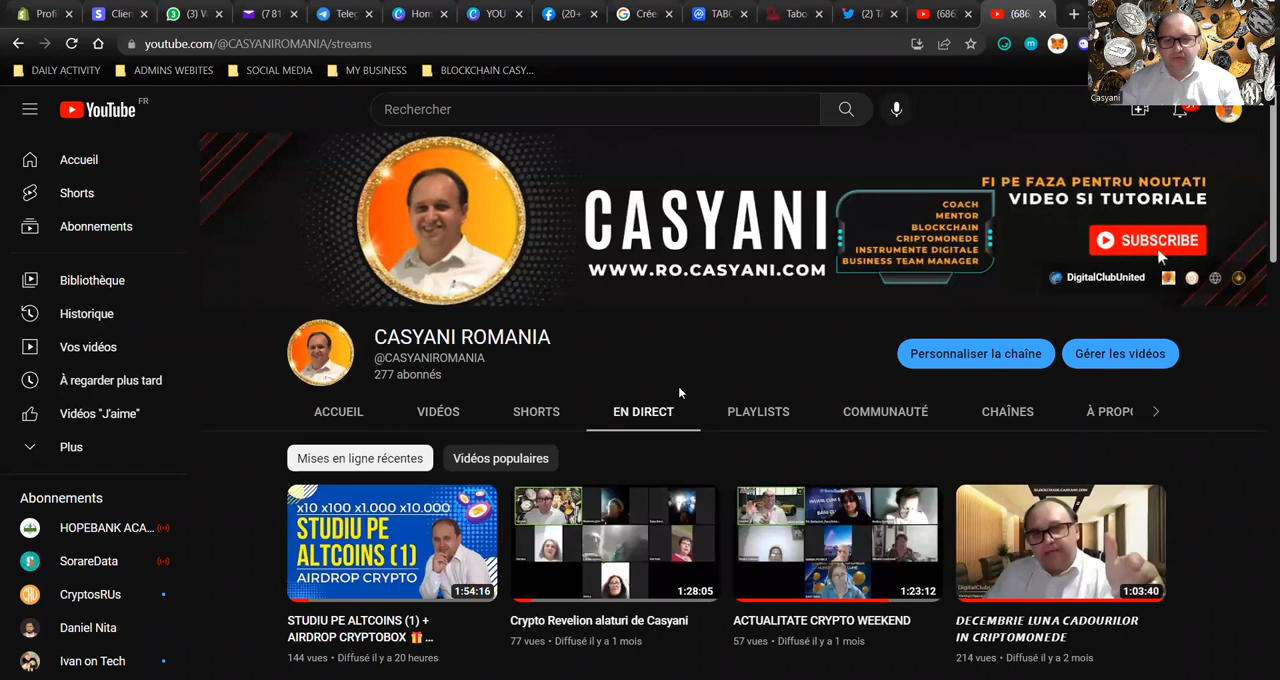 Profi
Clien
(3) W
(7 81
Teleg
Hom
YOU
(20+
Crée
TABC
Tabo
(2) T
(686
(686
youtube.com/@CASYANIROMANIA/streams
DAILY ACTIVITY
ADMINS WEBITES
SOCIAL MEDIA
MY BUSINESS
BLOCKCHAIN CASY...
Casyani
YouTube FR
Rechercher
Accueil
Shorts
Abonnements
Bibliothèque
Historique
Vos vidéos
À regarder plus tard
Vidéos "J'aime"
Plus
Abonnements
HOPEBANK ACA...
SorareData
CryptosRUs
Daniel Nita
Ivan on Tech
CASYANI
WWW.RO.CASYANI.COM
COACH
MENTOR
BLOCKCHAIN
CRIPTOMONEDE
INSTRUMENTE DIGITALE
BUSINESS TEAM MANAGER
FI PE FAZA PENTRU NOUTATI
VIDEO SI TUTORIALE
SUBSCRIBE
DigitalClubUnited
CASYANI ROMANIA
@CASYANIROMANIA
277 abonnés
Personnaliser la chaîne
Gérer les vidéos
ACCUEIL
VIDÉOS
SHORTS
EN DIRECT
PLAYLISTS
COMMUNAUTÉ
CHAÎNES
À PROP
Mises en ligne récentes
Vidéos populaires
x10 x100 x1.000 x10.000
STUDIU PE
ALTCOINS (1)
AIRDROP CRYPTO
1:54:16
STUDIU PE ALTCOINS (1) +
AIRDROP CRYPTOBOX 🎁 ...
144 vues • Diffusé il y a 20 heures
1:28:05
Crypto Revelion alaturi de Casyani
77 vues • Diffusé il y a 1 mois
1:23:12
ACTUALITATE CRYPTO WEEKEND
57 vues • Diffusé il y a 1 mois
1:03:40
DECEMBRIE LUNA CADOURILOR
IN CRIPTOMONEDE
214 vues • Diffusé il y a 2 mois